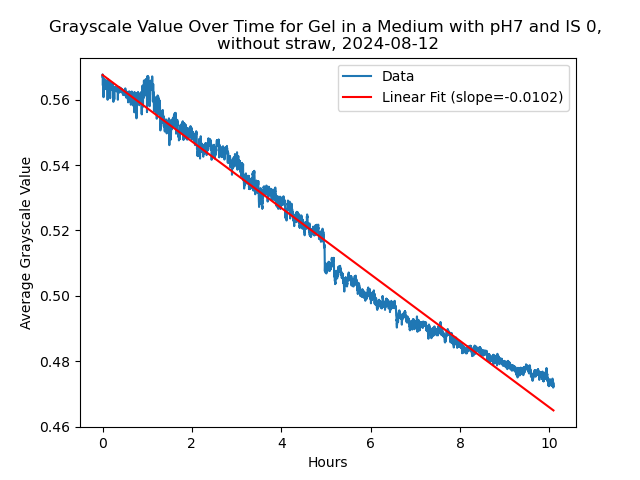 Grayscale Value Over Time for Gel in a Medium with pH7 and IS 0,
without straw, 2024-08-12
Data
Linear Fit (slope=-0.0102)
Average Grayscale Value
0.56
0.54
0.52
0.50
0.48
0.46
0 2 4 6 8 10
Hours